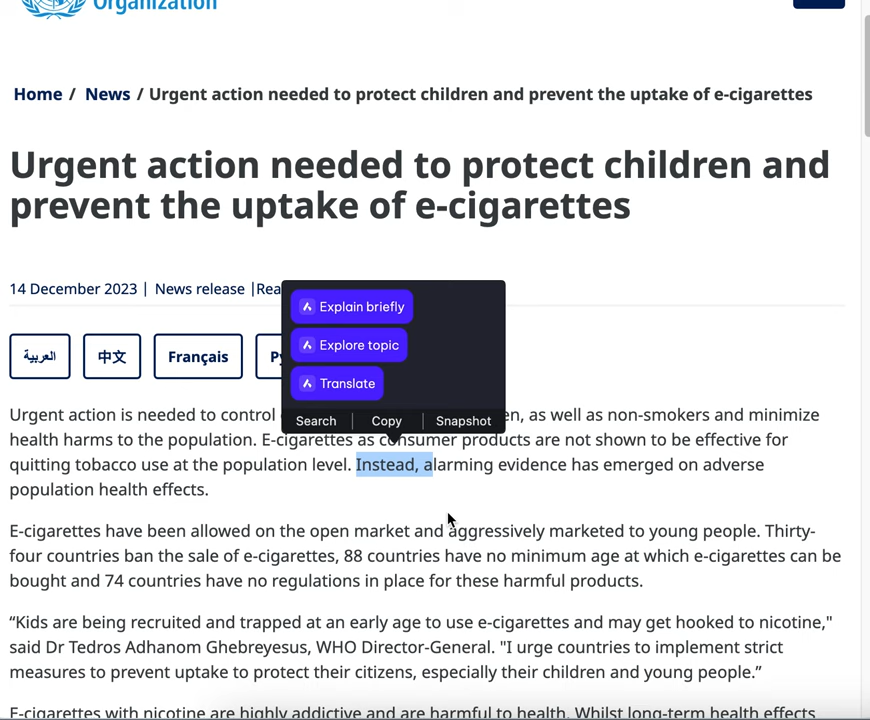 Organization
Home / News / Urgent action needed to protect children and prevent the uptake of e-cigarettes
Urgent action needed to protect children and
prevent the uptake of e-cigarettes
14 December 2023 | News release |Rea
Explain briefly
Explore topic
Translate
Search | Copy | Snapshot
العربية
中文
Français
Ру
Urgent action is needed to control en, as well as non-smokers and minimize
health harms to the population. E-cigarettes as consumer products are not shown to be effective for
quitting tobacco use at the population level. Instead, alarming evidence has emerged on adverse
population health effects.
E-cigarettes have been allowed on the open market and aggressively marketed to young people. Thirty-
four countries ban the sale of e-cigarettes, 88 countries have no minimum age at which e-cigarettes can be
bought and 74 countries have no regulations in place for these harmful products.
“Kids are being recruited and trapped at an early age to use e-cigarettes and may get hooked to nicotine,"
said Dr Tedros Adhanom Ghebreyesus, WHO Director-General. "I urge countries to implement strict
measures to prevent uptake to protect their citizens, especially their children and young people.”
E-cigarettes with nicotine are highly addictive and are harmful to health. Whilst long-term health effects